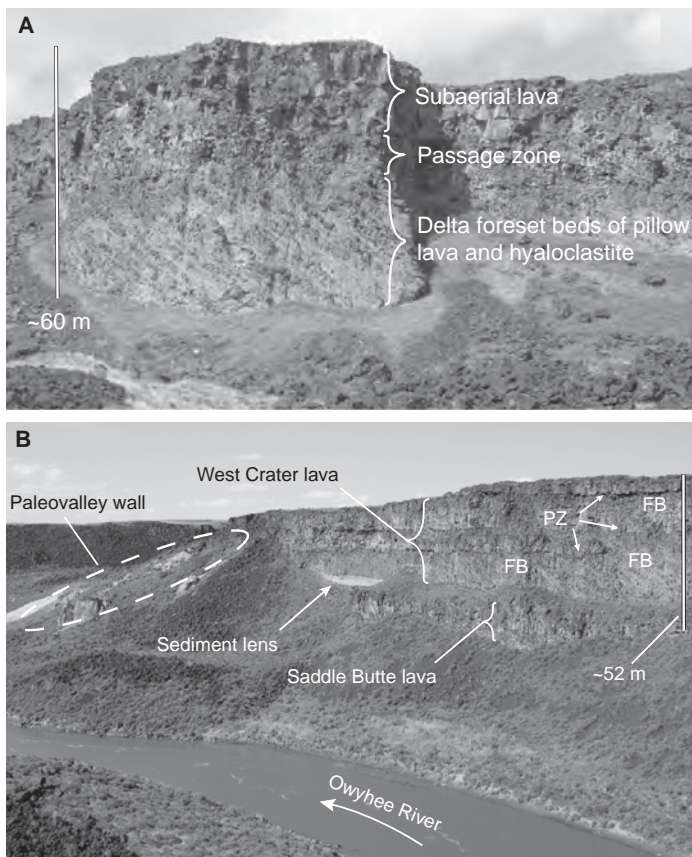 A
Subaerial lava
Passage zone
Delta foreset beds of pillow
lava and hyaloclastite
~60 m
B
West Crater lava
Paleovalley wall
PZ
FB
FB
FB
Sediment lens
Saddle Butte lava
~52 m
Owyhee River